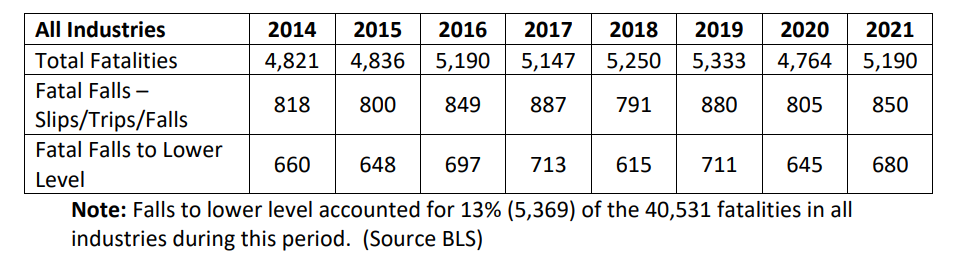 All Industries 2014 2015 2016 2017 2018 2019 2020 2021
Total Fatalities 4,821 4,836 5,190 5,147 5,250 5,333 4,764 5,190
Fatal Falls –
Slips/Trips/Falls 818 800 849 887 791 880 805 850
Fatal Falls to Lower
Level 660 648 697 713 615 711 645 680
Note: Falls to lower level accounted for 13% (5,369) of the 40,531 fatalities in all
industries during this period.  (Source BLS)